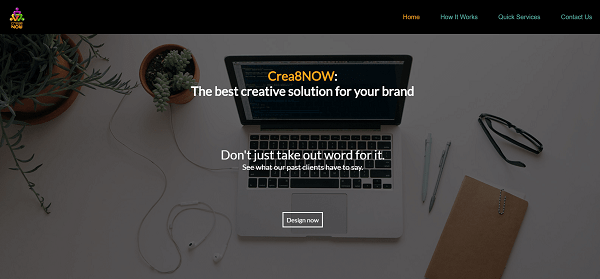 NOW
Home How It Works Quick Services Contact Us
Crea8NOW:
The best creative solution for your brand
Don't just take out word for it.
See what our past clients have to say.
Design now